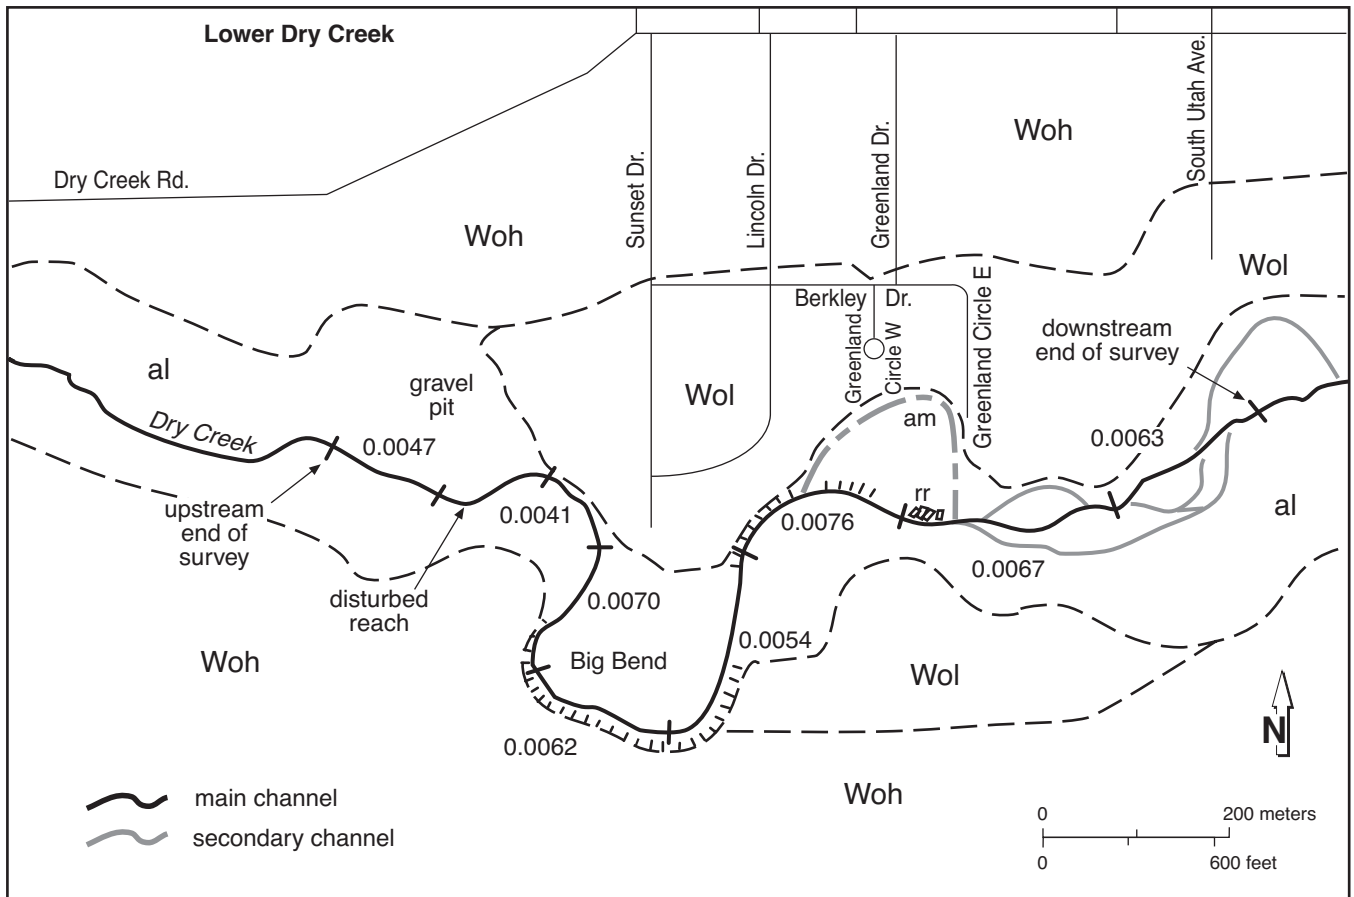 Lower Dry Creek
South Utah Ave.
Woh
Dry Creek Rd.
Sunset Dr.
Lincoln Dr.
Greenland Dr.
Woh
Wol
Berkley Dr.
Greenland
Circle W
Greenland Circle E
downstream
end of survey
al
gravel
pit
Wol
am
Dry Creek
0.0047
0.0063
upstream
end of
survey
0.0041
0.0076
rr
al
0.0067
disturbed
reach
0.0070
0.0054
Woh
Big Bend
Wol
0.0062
N
Woh
main channel
secondary channel
0 200 meters
0 600 feet